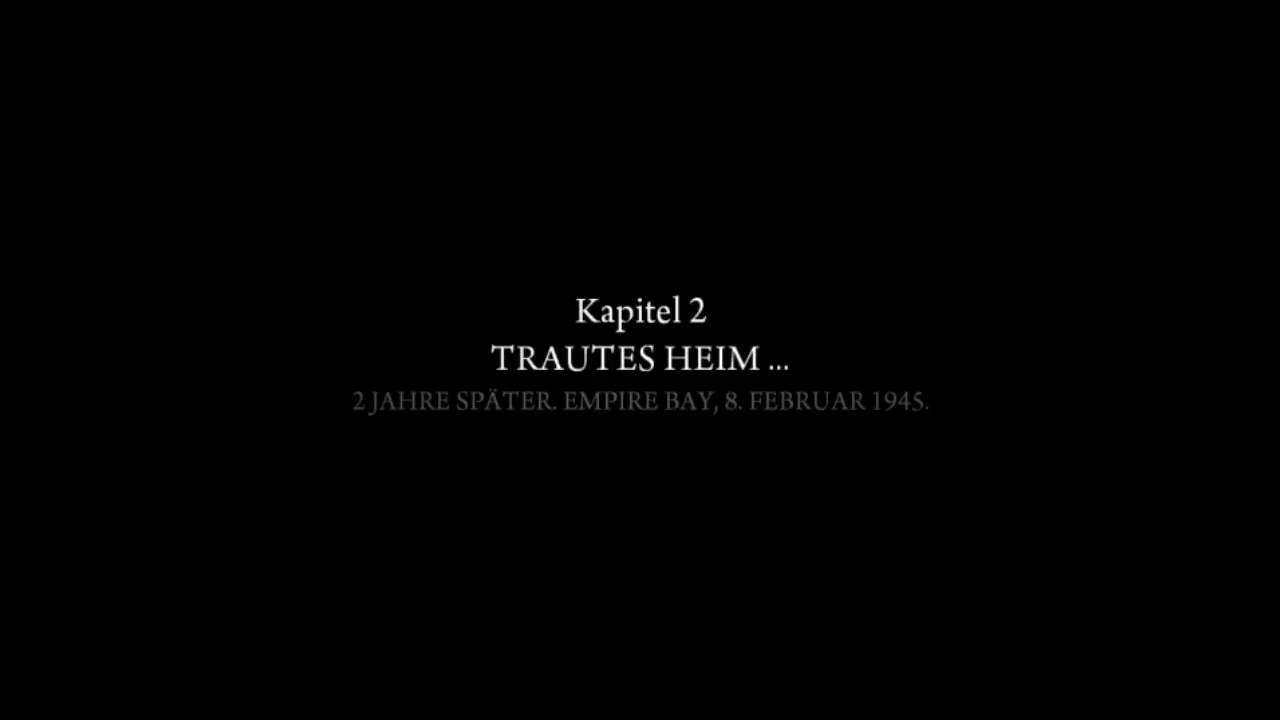 Kapitel 2
TRAUTES HEIM ...
2 JAHRE SPÄTER. EMPIRE BAY, 8. FEBRUAR 1945.